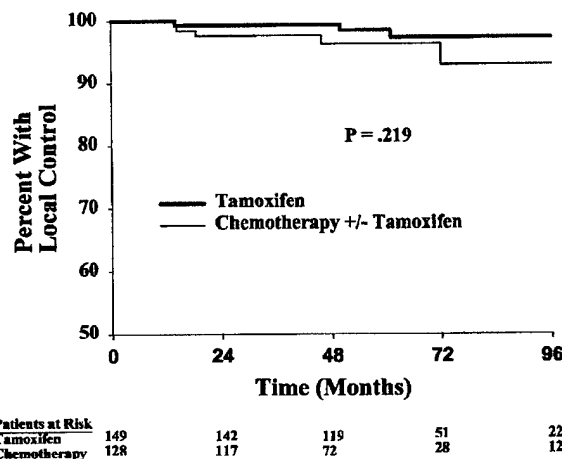 100
90
80
70
60
50
Percent With
Local Control
P = .219
Tamoxifen
Chemotherapy +/- Tamoxifen
0 24 48 72 96
Time (Months)
Patients at Risk
Tamoxifen 149 142 119 51 22
Chemotherapy 128 117 72 28 12